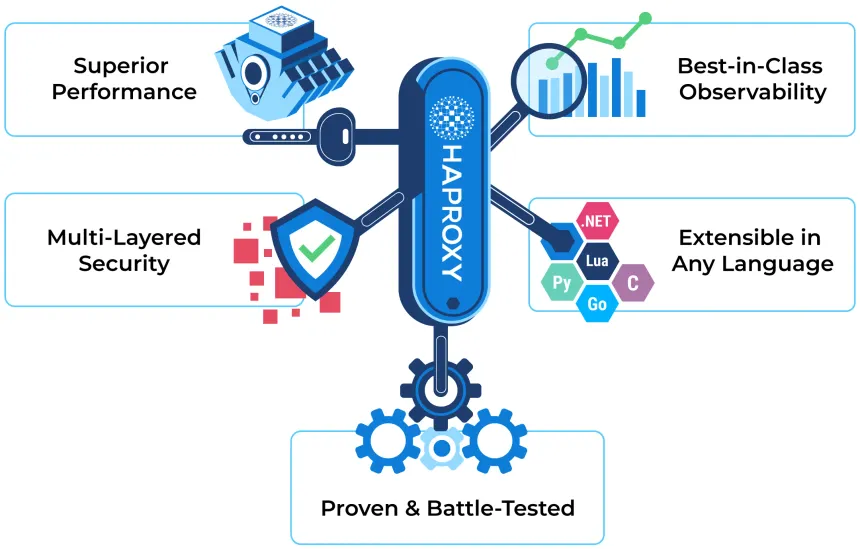 Superior
Performance
Best-in-Class
Observability
HAPROXY
Multi-Layered
Security
.NET
Lua
Py
C
Go
Extensible in
Any Language
Proven & Battle-Tested